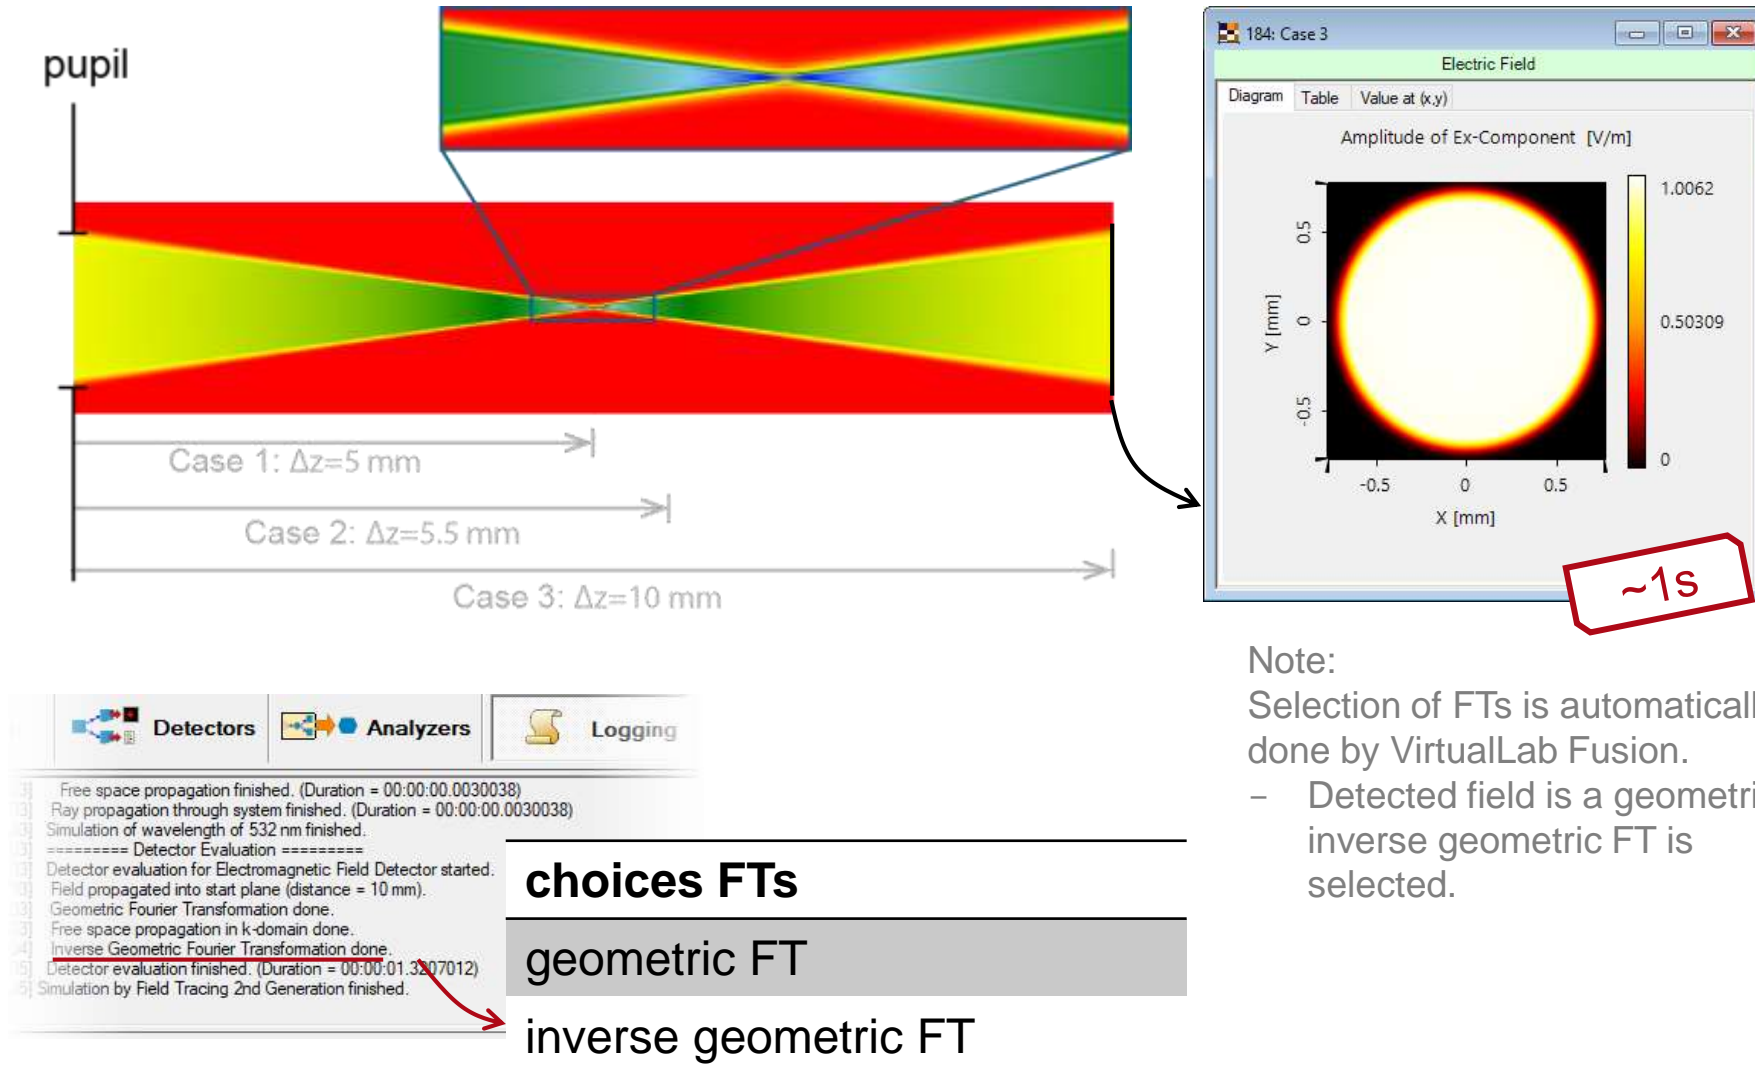 pupil
Case 1: Δz=5 mm
Case 2: Δz=5.5 mm
Case 3: Δz=10 mm
184: Case 3
Electric Field
Diagram Table Value at (x,y)
Amplitude of Ex-Component [V/m]
1.0062
0.50309
0
Y [mm]
0.5
0
-0.5
-0.5 0 0.5
X [mm]
~1s
Note:
Selection of FTs is automaticall
done by VirtualLab Fusion.
- Detected field is a geometri
inverse geometric FT is
selected.
Detectors Analyzers Logging
Free space propagation finished. (Duration = 00:00:00.0030038)
Ray propagation through system finished. (Duration = 00:00:00.0030038)
Simulation of wavelength of 532 nm finished.
========= Detector Evaluation =========
Detector evaluation for Electromagnetic Field Detector started.
Field propagated into start plane (distance = 10 mm).
Geometric Fourier Transformation done.
Free space propagation in k-domain done.
Inverse Geometric Fourier Transformation done.
Detector evaluation finished. (Duration = 00:00:01.3207012)
Simulation by Field Tracing 2nd Generation finished.
choices FTs
geometric FT
inverse geometric FT